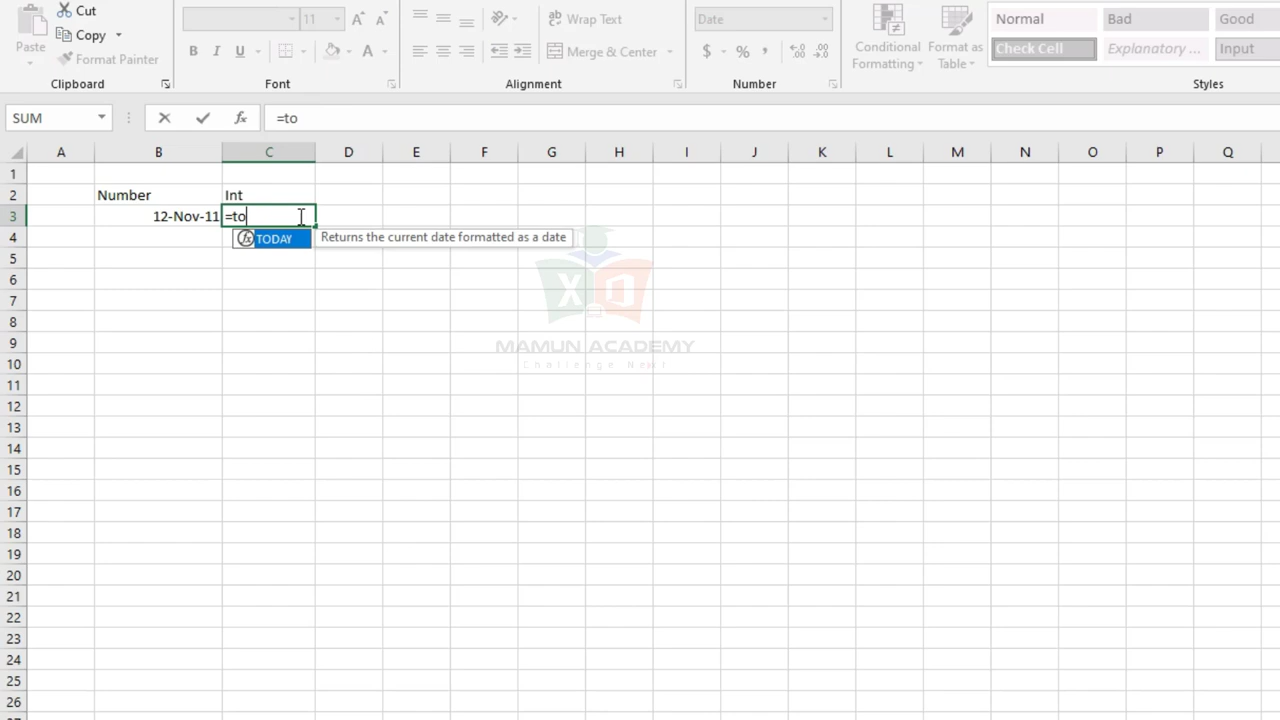 Cut
Copy
Format Painter
Paste
Clipboard
11
A A
B I U A
Font
ab Wrap Text
Merge & Center
Alignment
Date
$ % ,
Number
Conditional Formatting
Format as Table
Normal Bad Good
Check Cell Explanatory ... Input
Styles
SUM fx =to
A B C D E F G H I J K L M N O P Q
1
2 Number Int
3 12-Nov-11 =to
4 TODAY Returns the current date formatted as a date
5
6
7
8
9 MAMUN ACADEMY
10
11
12
13
14
15
16
17
18
19
20
21
22
23
24
25
26